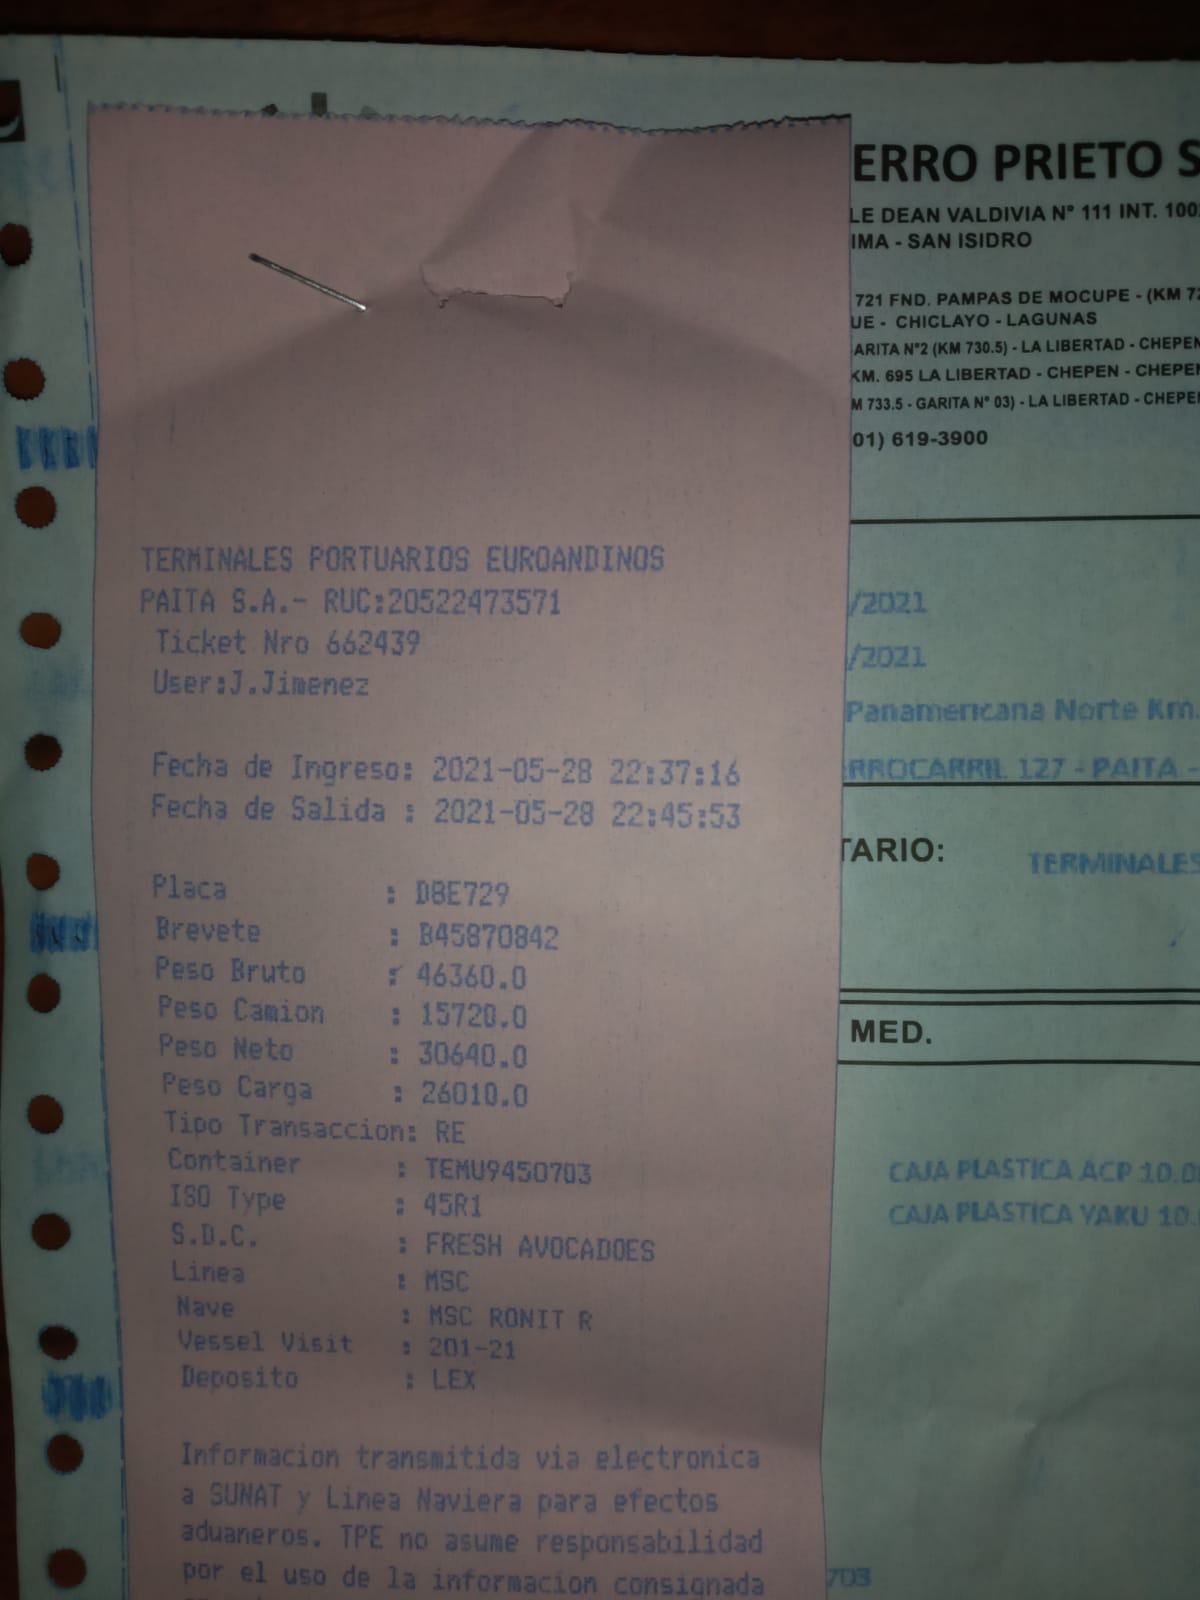 TERMINALES PORTUARIOS EUROANDINOS
PAITA S.A.- RUC:20522473571
Ticket Nro 662439
User:J.Jimenez
Fecha de Ingreso: 2021-05-28 22:37:16
Fecha de Salida : 2021-05-28 22:45:53
Placa : D8E729
Brevete : B45870842
Peso Bruto : 46360.0
Peso Camion : 15720.0
Peso Neto : 30640.0
Peso Carga : 26010.0
Tipo Transaccion: RE
Container : TEMU9450703
ISO Type : 45R1
S.D.C. : FRESH AVOCADOES
Linea : MSC
Nave : MSC RONIT R
Vessel Visit : 201-21
Deposito : LEX
Informacion transmitida via electronica
a SUNAT y Linea Naviera para efectos
aduaneros. TPE no asume responsabilidad
por el uso de la informacion consignada
ERRO PRIETO S
LE DEAN VALDIVIA N° 111 INT. 100
IMA - SAN ISIDRO
721 FND. PAMPAS DE MOCUPE - (KM 72
UE - CHICLAYO - LAGUNAS
ARITA N°2 (KM 730.5) - LA LIBERTAD - CHEPEN
KM. 695 LA LIBERTAD - CHEPEN - CHEPEN
M 733.5 - GARITA N° 03) - LA LIBERTAD - CHEPE
01) 619-3900
/2021
/2021
Panamericana Norte Km.
RROCARRIL 127 - PAITA -
TARIO: TERMINALES
MED.
CAJA PLASTICA ACP 10.0
CAJA PLASTICA YAKU 10.
703